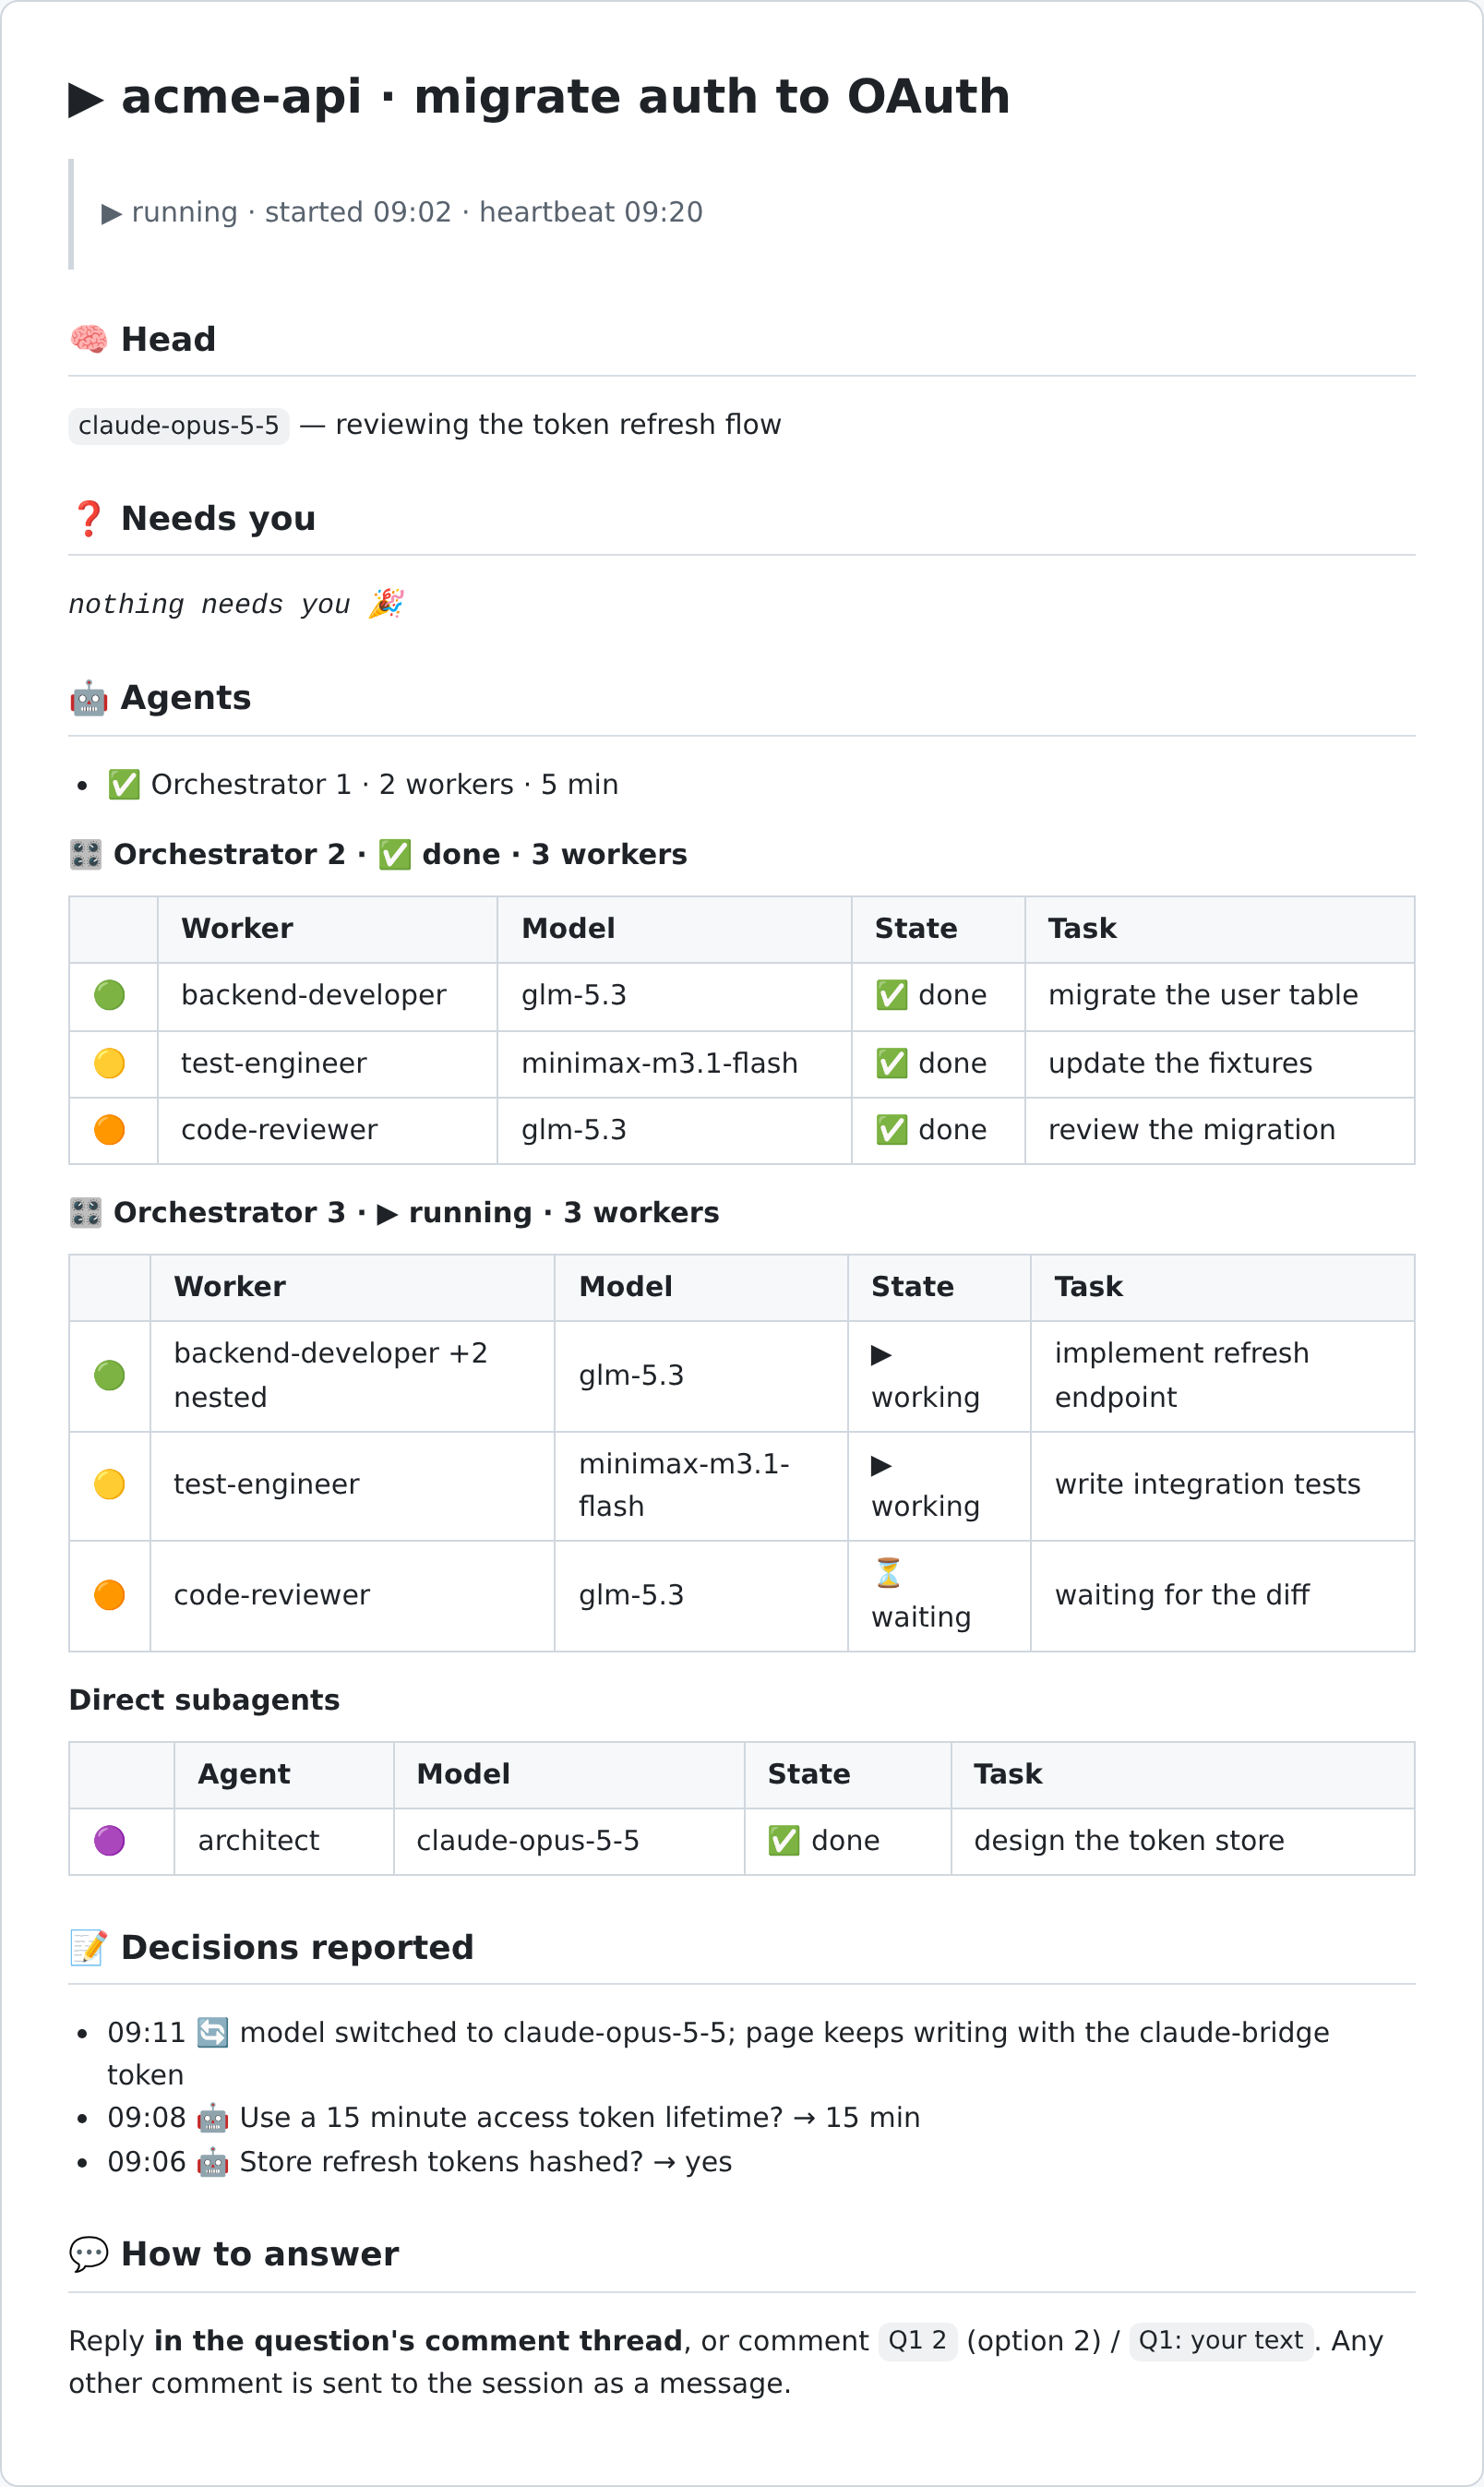 ▶ acme-api · migrate auth to OAuth
▶ running · started 09:02 · heartbeat 09:20
🧠 Head
claude-opus-5-5 — reviewing the token refresh flow
❓ Needs you
nothing needs you 🎉
🤖 Agents
• ✅ Orchestrator 1 · 2 workers · 5 min
🎛️ Orchestrator 2 · ✅ done · 3 workers
Worker Model State Task
🟢 backend-developer glm-5.3 ✅ done migrate the user table
🟡 test-engineer minimax-m3.1-flash ✅ done update the fixtures
🟠 code-reviewer glm-5.3 ✅ done review the migration
🎛️ Orchestrator 3 · ▶ running · 3 workers
Worker Model State Task
🟢 backend-developer +2
nested
glm-5.3
▶
working
implement refresh
endpoint
🟡 test-engineer
minimax-m3.1-
flash
▶
working
write integration tests
🟠 code-reviewer
glm-5.3
⏳
waiting
waiting for the diff
Direct subagents
Agent Model State Task
🟣 architect claude-opus-5-5 ✅ done design the token store
📝 Decisions reported
• 09:11 🔄 model switched to claude-opus-5-5; page keeps writing with the claude-bridge
token
• 09:08 🤖 Use a 15 minute access token lifetime? → 15 min
• 09:06 🤖 Store refresh tokens hashed? → yes
💬 How to answer
Reply in the question's comment thread, or comment Q1 2 (option 2) / Q1: your text. Any
other comment is sent to the session as a message.